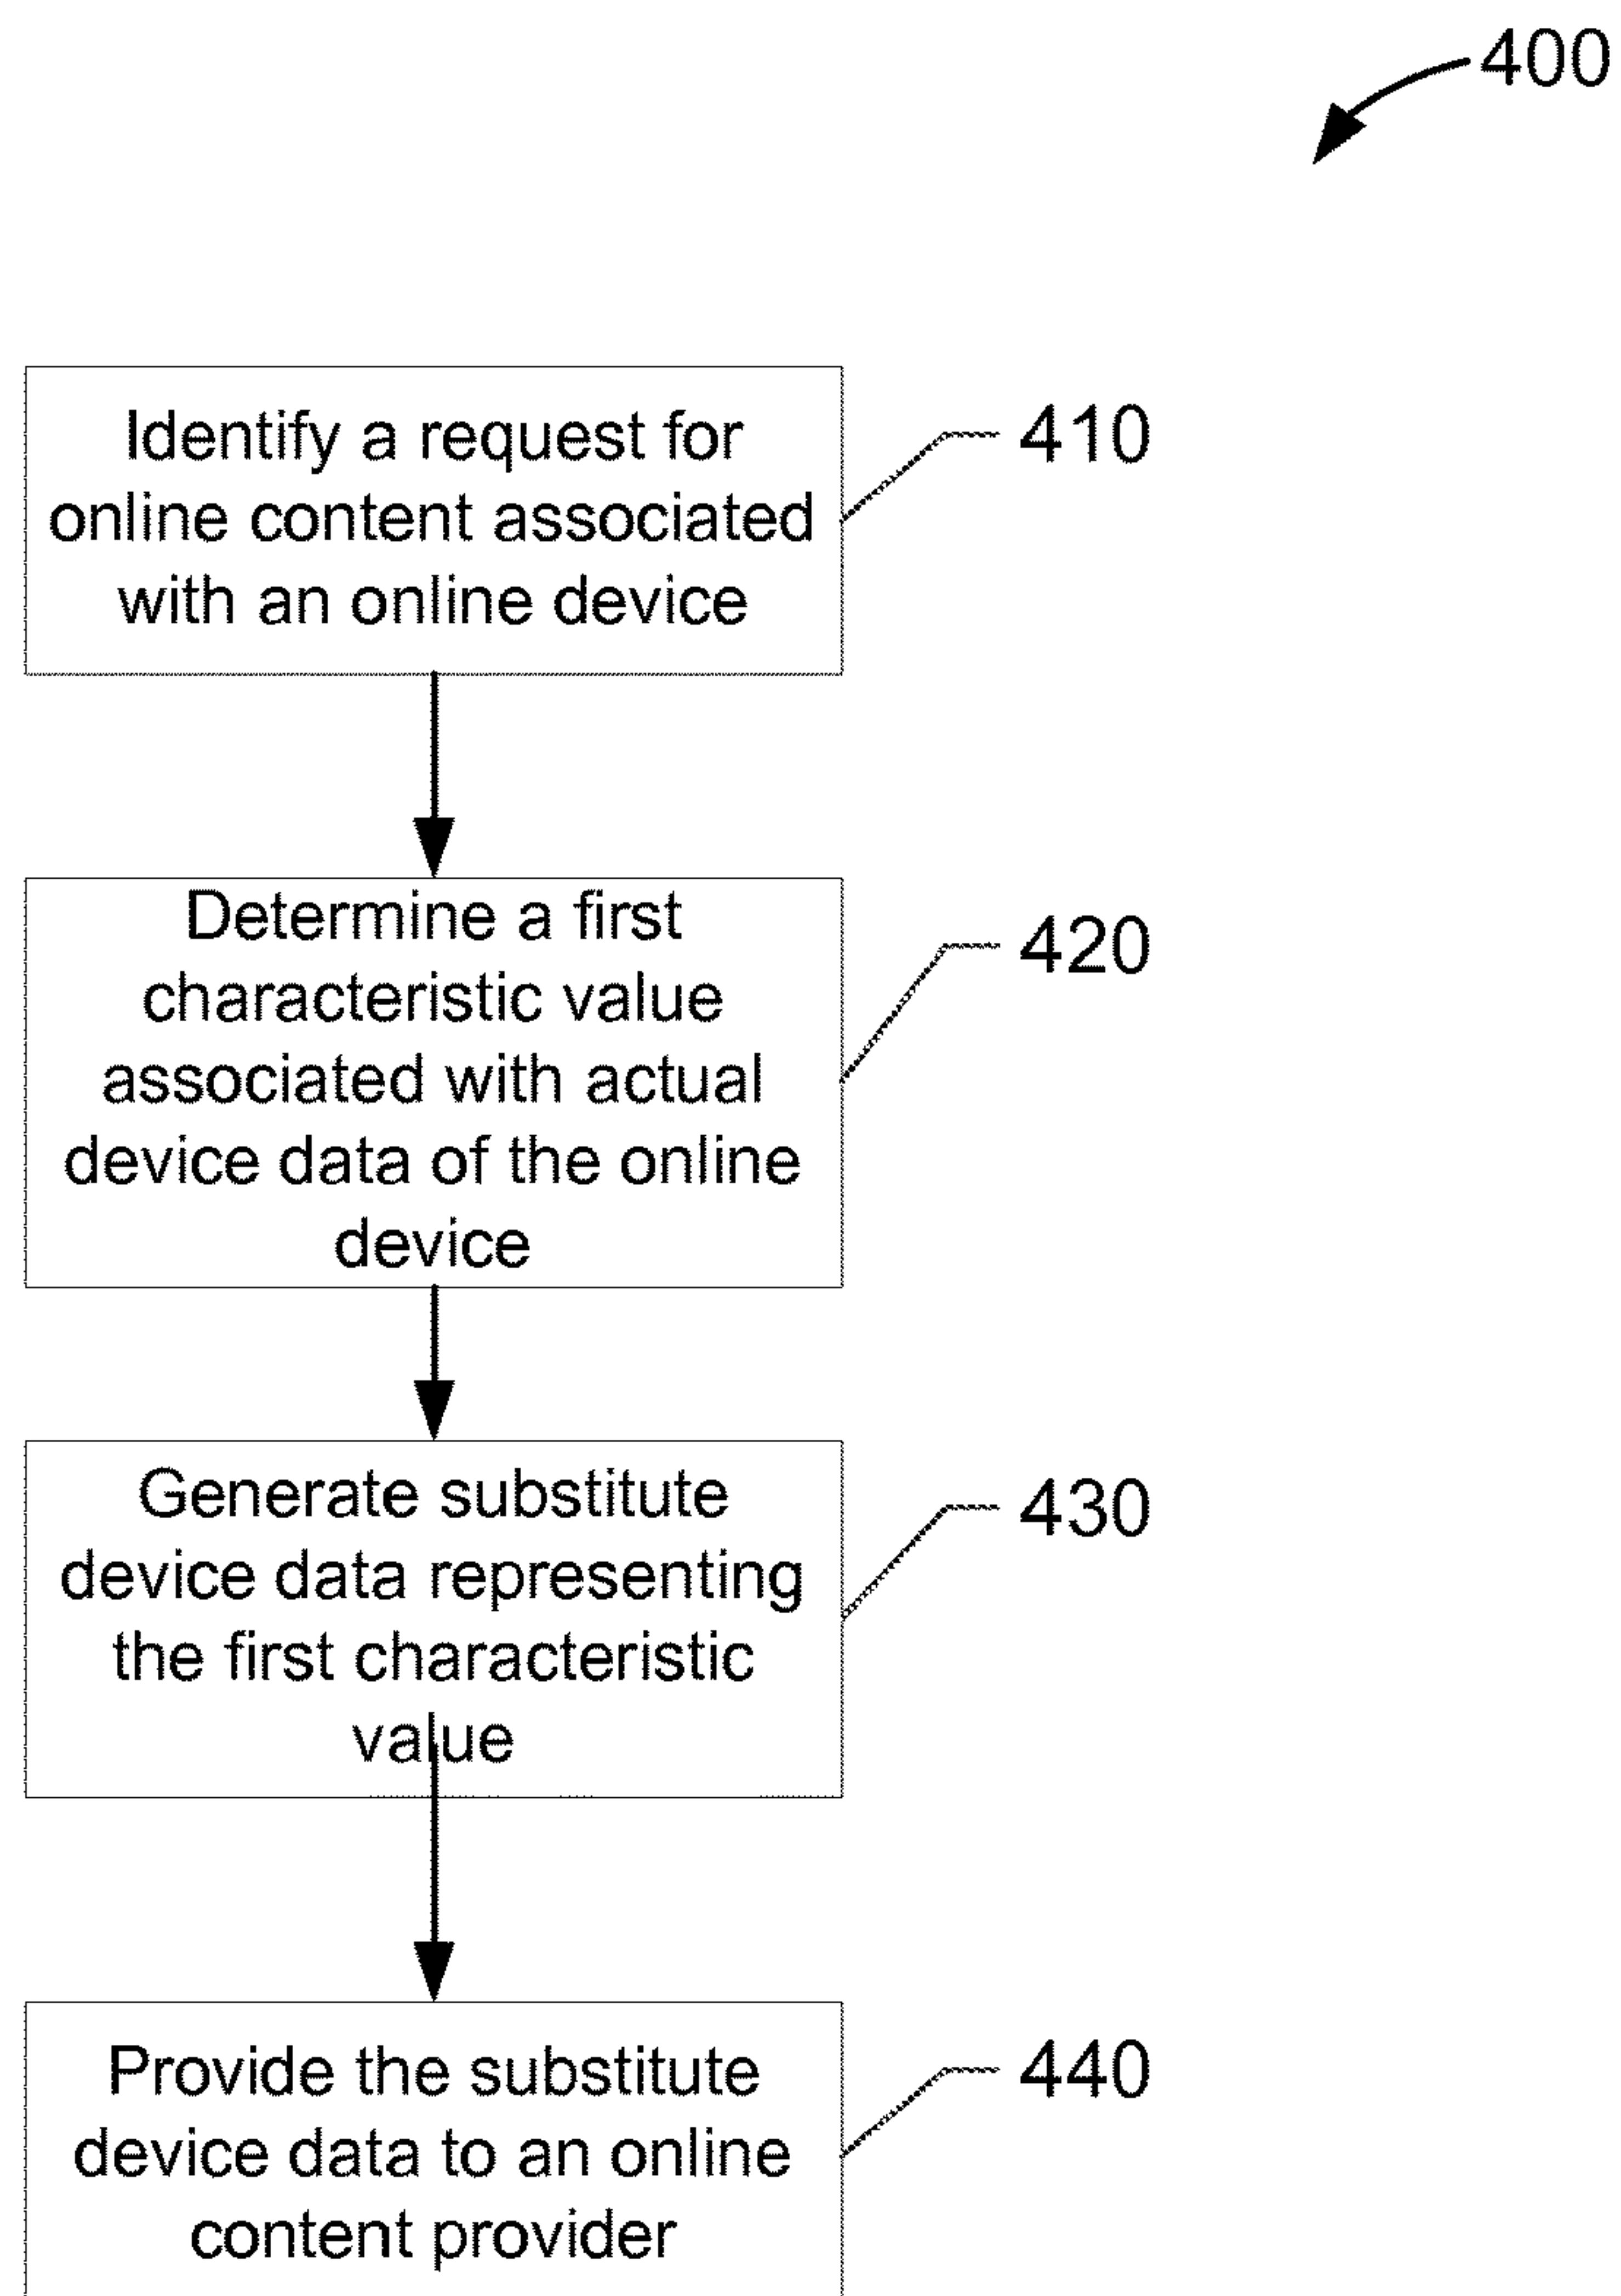 400
Identify a request for
online content associated
with an online device
410
Determine a first
characteristic value
associated with actual
device data of the online
device
420
Generate substitute
device data representing
the first characteristic
value
430
Provide the substitute
device data to an online
content provider
440